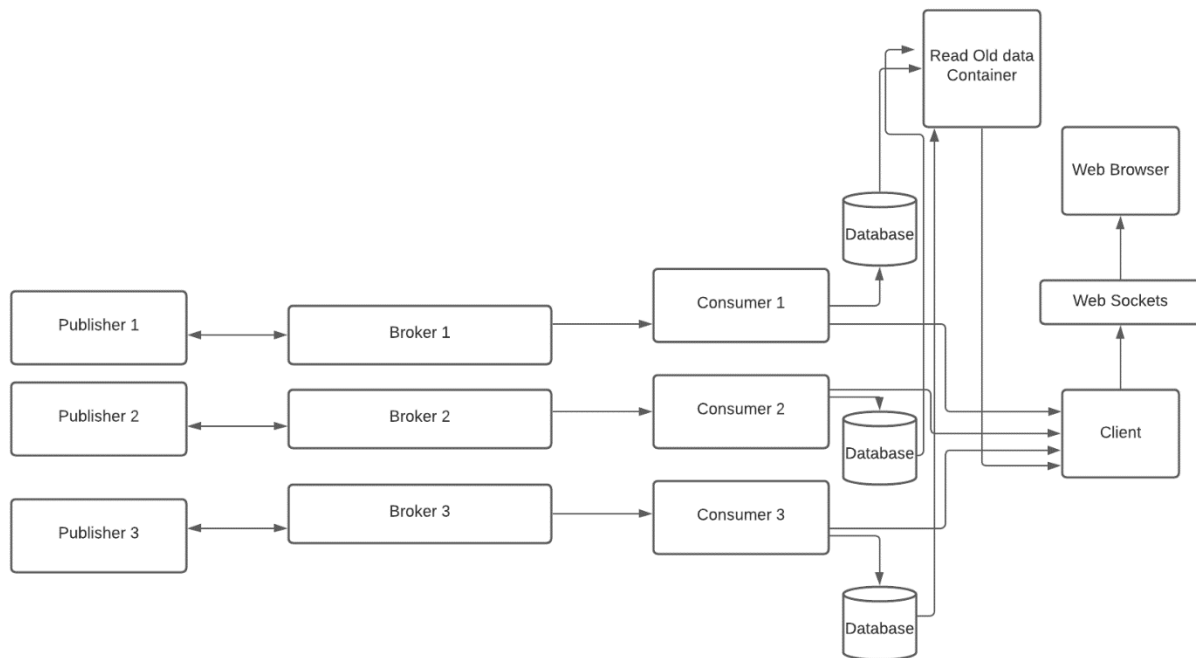 Read Old data
Container
Web Browser
Database
Web Sockets
Publisher 1
Broker 1
Consumer 1
Publisher 2
Broker 2
Consumer 2
Client
Database
Publisher 3
Broker 3
Consumer 3
Database